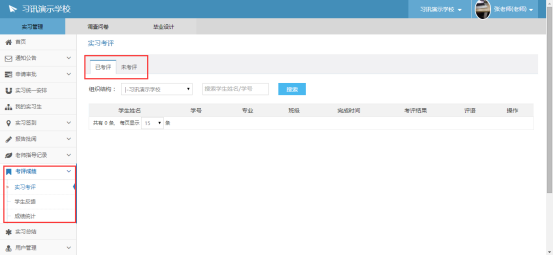 习讯演示学校
习讯演示学校
张老师(老师)
实习管理
调查问卷
毕业设计
首页
通知公告
申请审批
实习统一安排
我的实习生
实习签到
报告批阅
老师指导记录
考评成绩
实习考评
学生反馈
成绩统计
实习总结
用户管理
实习考评
已考评
未考评
组织结构：
|-习讯演示学校
搜索学生姓名/学号
搜索
学生姓名 学号 专业 班级 完成时间 考评结果 评语 操作
共有 0 条， 每页显示 15 条